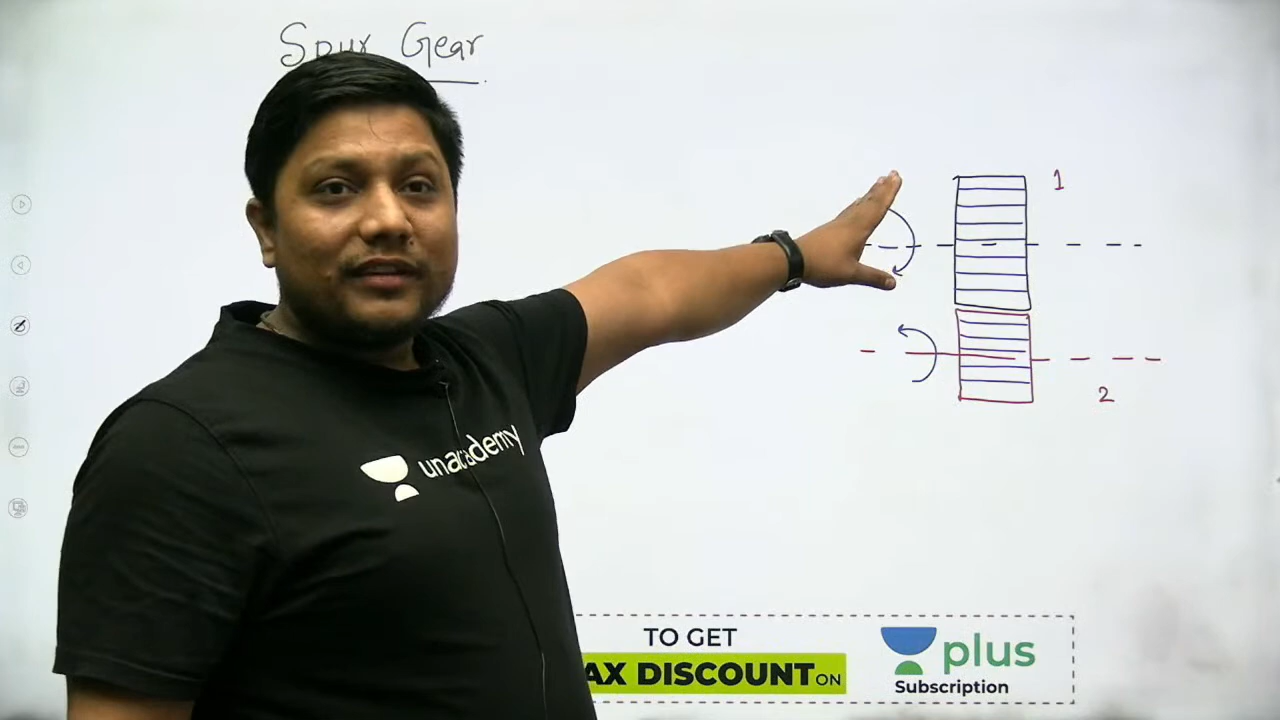 Spur Gear
1
2
unacademy
TO GET
AX DISCOUNT ON
plus
Subscription